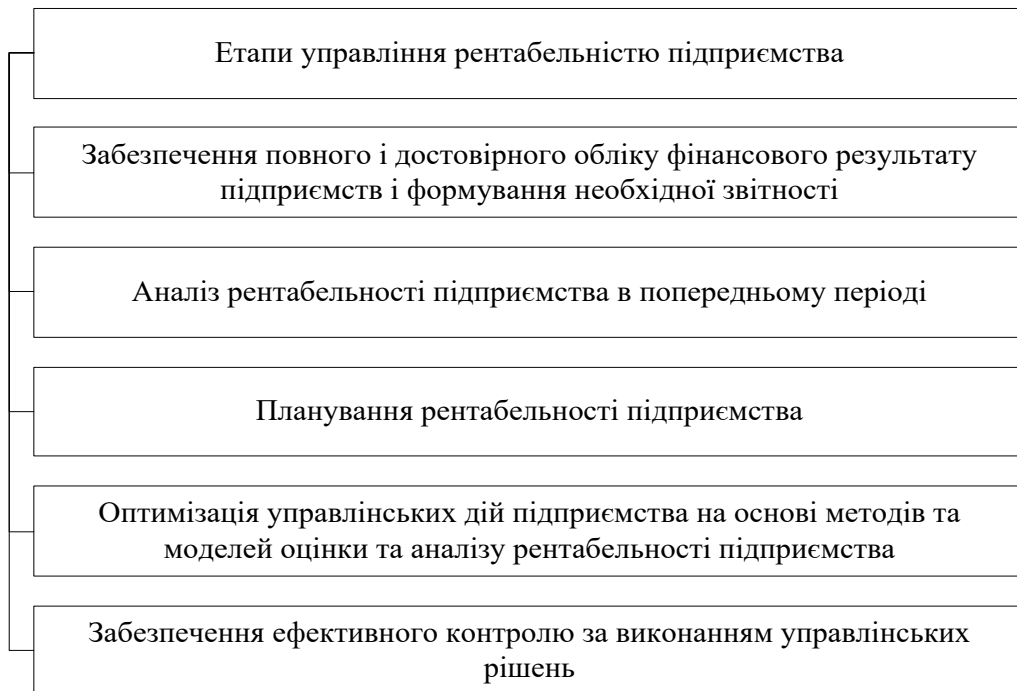 Етапи управління рентабельністю підприємства
Забезпечення повного і достовірного обліку фінансового результату
підприємств і формування необхідної звітності
Аналіз рентабельності підприємства в попередньому періоді
Планування рентабельності підприємства
Оптимізація управлінських дій підприємства на основі методів та
моделей оцінки та аналізу рентабельності підприємства
Забезпечення ефективного контролю за виконанням управлінських
рішень